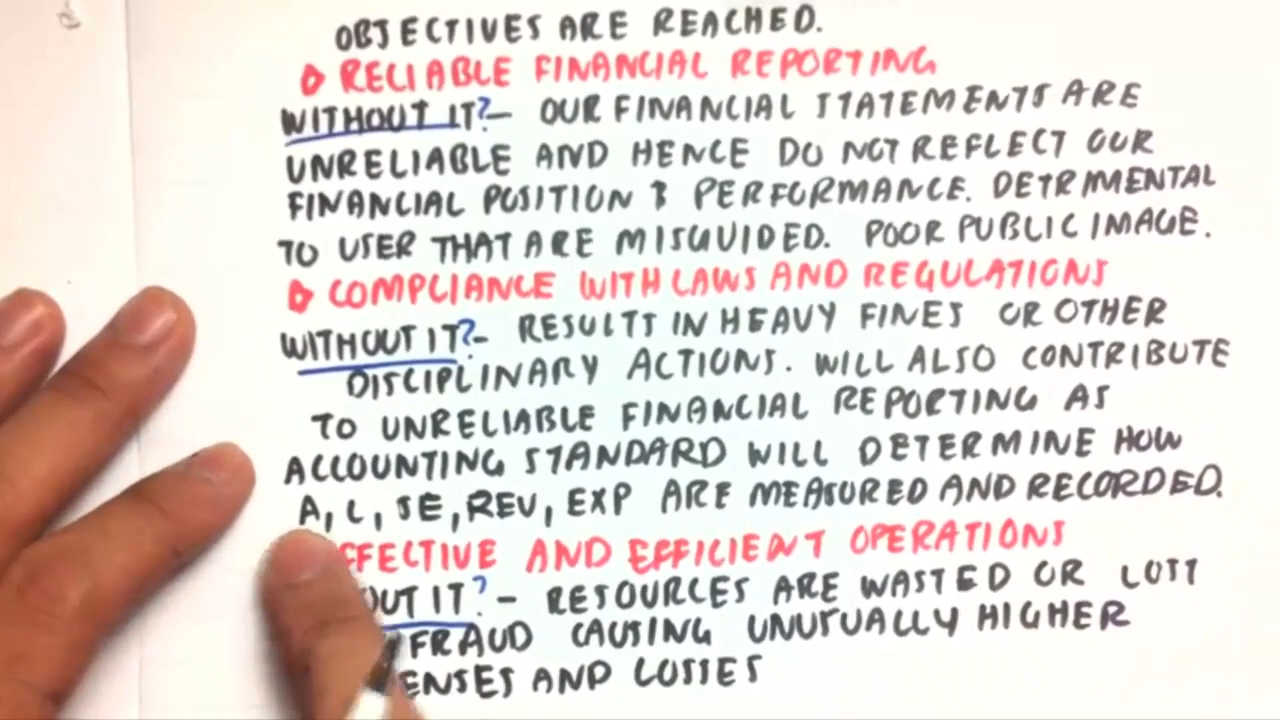 OBJECTIVES ARE REACHED.
RELIABLE FINANCIAL REPORTING
WITHOUT IT?- OUR FINANCIAL STATEMENTS ARE
UNRELIABLE AND HENCE DO NOT REFLECT OUR
FINANCIAL POSITION & PERFORMANCE. DETRIMENTAL
TO USER THAT ARE MISGUIDED. POOR PUBLIC IMAGE.
COMPLIANCE WITH LAWS AND REGULATIONS
WITHOUT IT?- RESULTS IN HEAVY FINES OR OTHER
DISCIPLINARY ACTIONS. WILL ALSO CONTRIBUTE
TO UNRELIABLE FINANCIAL REPORTING AS
ACCOUNTING STANDARD WILL DETERMINE HOW
A, L, SE, REV, EXP ARE MEASURED AND RECORDED.
FFECTIVE AND EFFICIENT OPERATIONS
OUT IT?- RESOURCES ARE WASTED OR LOST
FRAUD CAUSING UNUSUALLY HIGHER
ENSES AND LOSSES